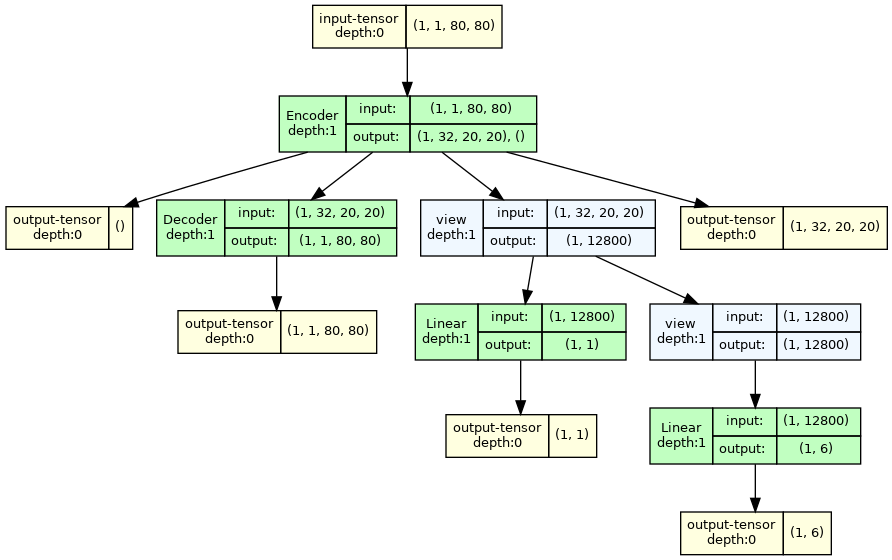 input-tensor
depth:0
(1, 1, 80, 80)
Encoder
depth:1
input:
(1, 1, 80, 80)
output:
(1, 32, 20, 20), ()
output-tensor
depth:0
()
Decoder
depth:1
input:
(1, 32, 20, 20)
output:
(1, 1, 80, 80)
view
depth:1
input:
(1, 32, 20, 20)
output:
(1, 12800)
output-tensor
depth:0
(1, 32, 20, 20)
output-tensor
depth:0
(1, 1, 80, 80)
Linear
depth:1
input:
(1, 12800)
output:
(1, 1)
view
depth:1
input:
(1, 12800)
output:
(1, 12800)
output-tensor
depth:0
(1, 1)
Linear
depth:1
input:
(1, 12800)
output:
(1, 6)
output-tensor
depth:0
(1, 6)